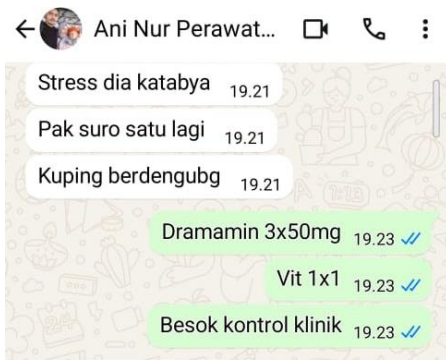 Ani Nur Perawat...
Stress dia katabya 19.21
Pak suro satu lagi 19.21
Kuping berdengubg 19.21
Dramamin 3x50mg 19.23
Vit 1x1 19.23
Besok kontrol klinik 19.23